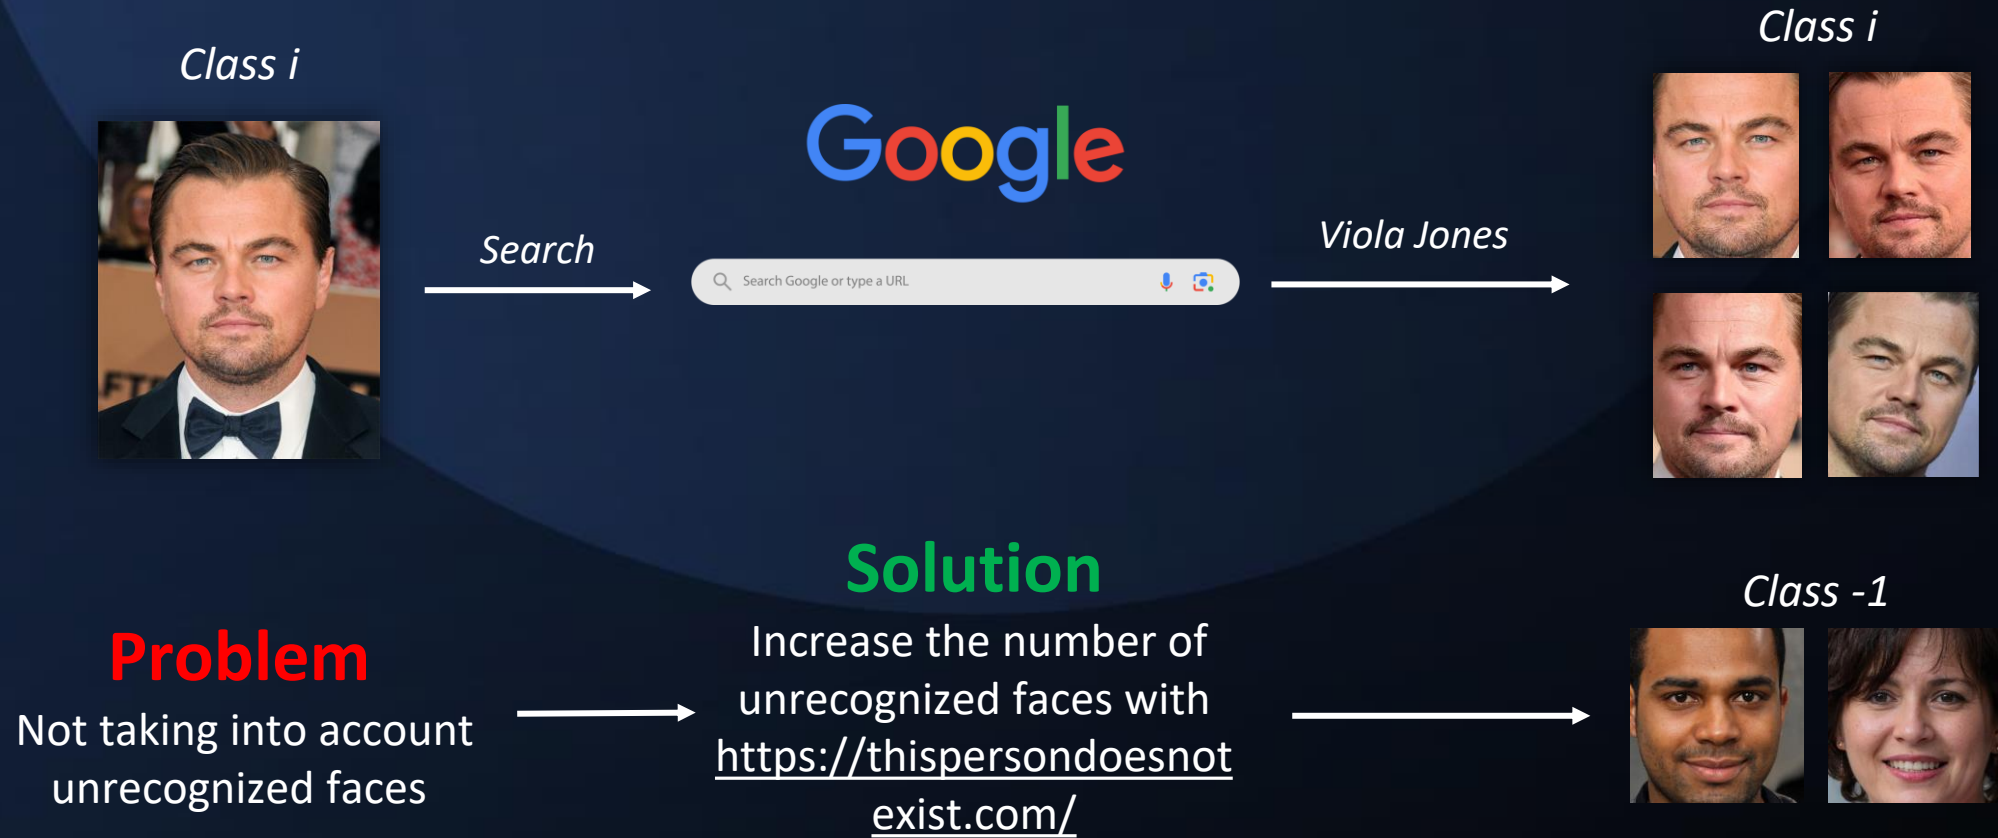 Class i
Google
Search
Search Google or type a URL
Viola Jones
Class i
Problem
Not taking into account
unrecognized faces
Solution
Increase the number of
unrecognized faces with
https://thispersondoesnot
exist.com/
Class -1